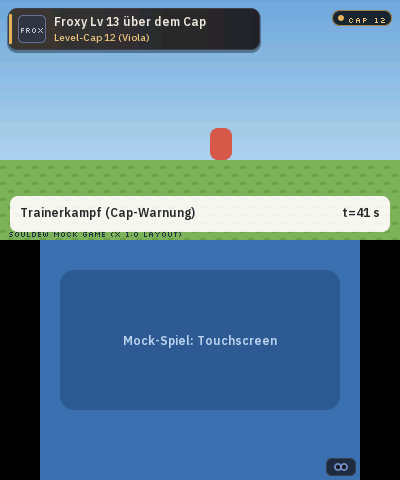 FROX
Froxy Lv 13 über dem Cap
Level-Cap 12 (Viola)
CAP 12
Trainerkampf (Cap-Warnung)
t=41 s
SOULDEW MOCK GAME (X 1.0 LAYOUT)
Mock-Spiel: Touchscreen